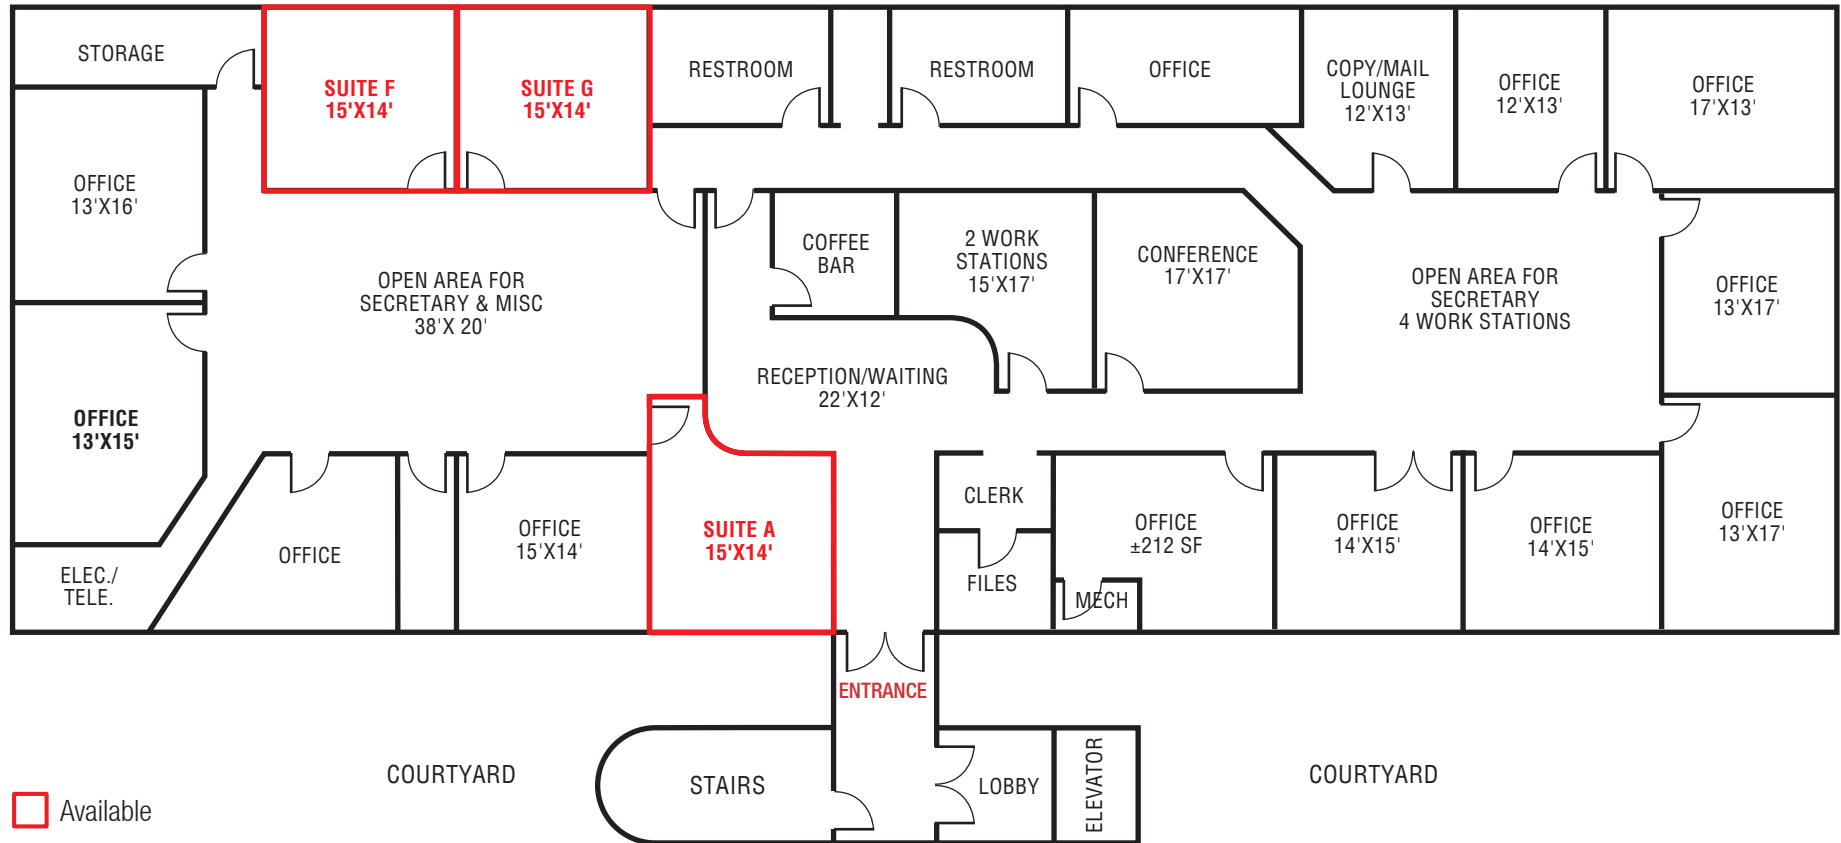 STORAGE
SUITE F
15'X14'
SUITE G
15'X14'
RESTROOM
RESTROOM
OFFICE
COPY/MAIL
LOUNGE
12'X13'
OFFICE
12'X13'
OFFICE
17'X13'
OFFICE
13'X16'
OPEN AREA FOR
SECRETARY & MISC
38'X 20'
COFFEE
BAR
2 WORK
STATIONS
15'X17'
CONFERENCE
17'X17'
OPEN AREA FOR
SECRETARY
4 WORK STATIONS
OFFICE
13'X17'
OFFICE
13'X15'
RECEPTION/WAITING
22'X12'
ELEC./
TELE.
OFFICE
OFFICE
15'X14'
SUITE A
15'X14'
CLERK
FILES
OFFICE
±212 SF
MECH
OFFICE
14'X15'
OFFICE
14'X15'
OFFICE
13'X17'
ENTRANCE
COURTYARD
STAIRS
LOBBY
ELEVATOR
COURTYARD
Available